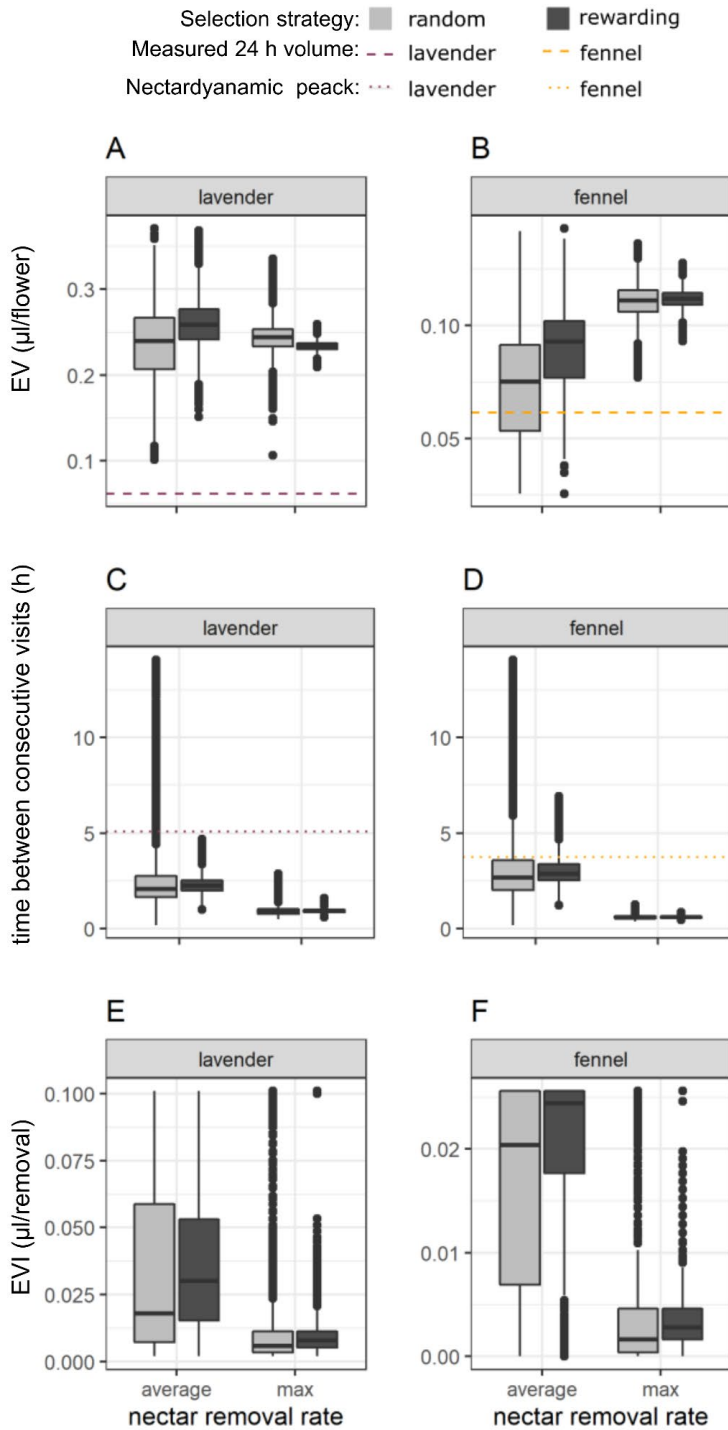 Selection strategy: random rewarding
Measured 24 h volume: lavender fennel
Nectardyanamic peack: lavender fennel
A B
lavender fennel
EV (µl/flower)
0.3
0.2
0.1
0.10
0.05
C D
lavender fennel
time between consecutive visits (h)
10
5
0
10
5
0
E F
lavender fennel
EVI (µl/removal)
0.100
0.075
0.050
0.025
0.000
0.02
0.01
0.00
average max average max
nectar removal rate nectar removal rate